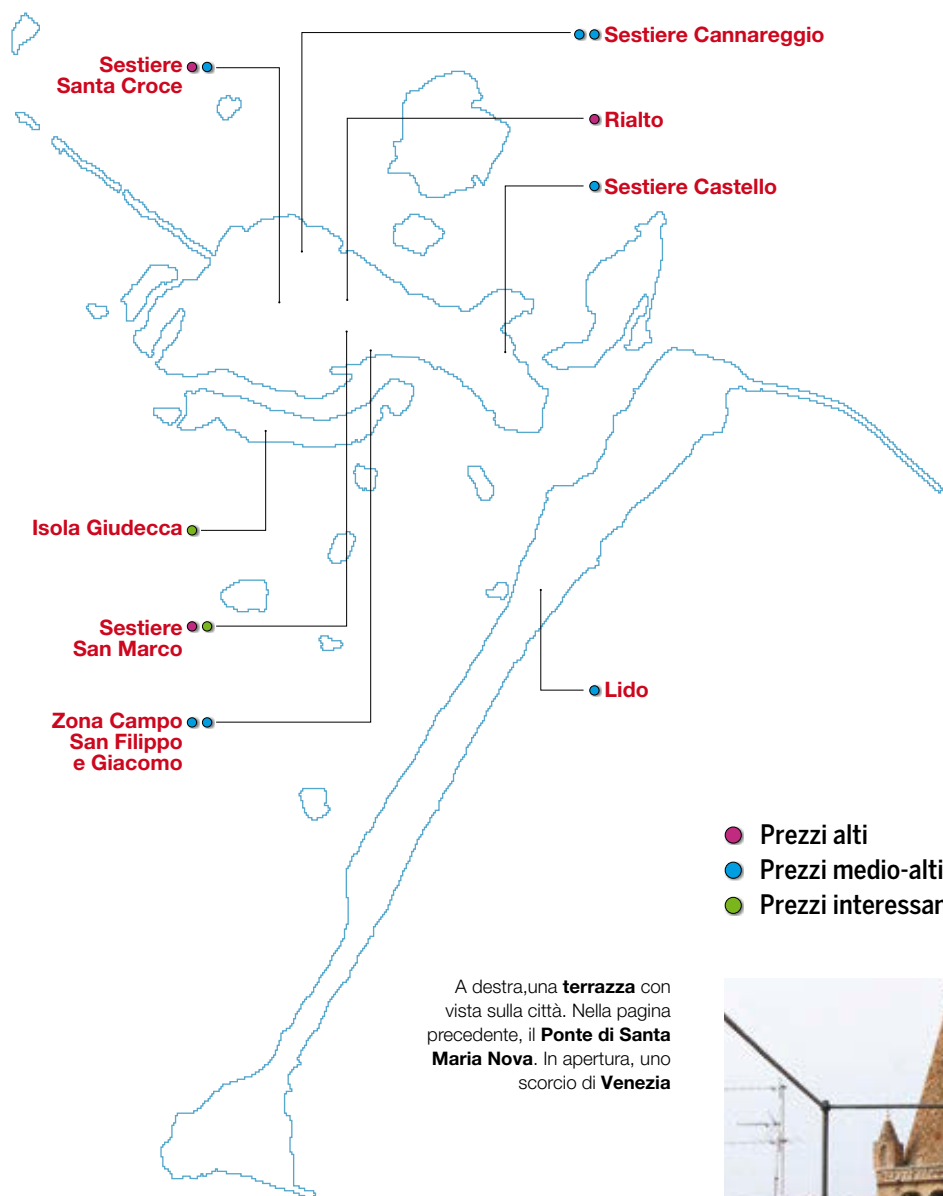 Sestiere Cannareggio
Sestiere
Santa Croce
Rialto
Sestiere Castello
Isola Giudecca
Sestiere
San Marco
Lido
Zona Campo
San Filippo
e Giacomo
Prezzi alti
Prezzi medio-alti
Prezzi
A destra,una terrazza con
vista sulla città. Nella pagina
precedente, il Ponte di Santa
Maria Nova. In apertura, uno
scorcio di Venezia